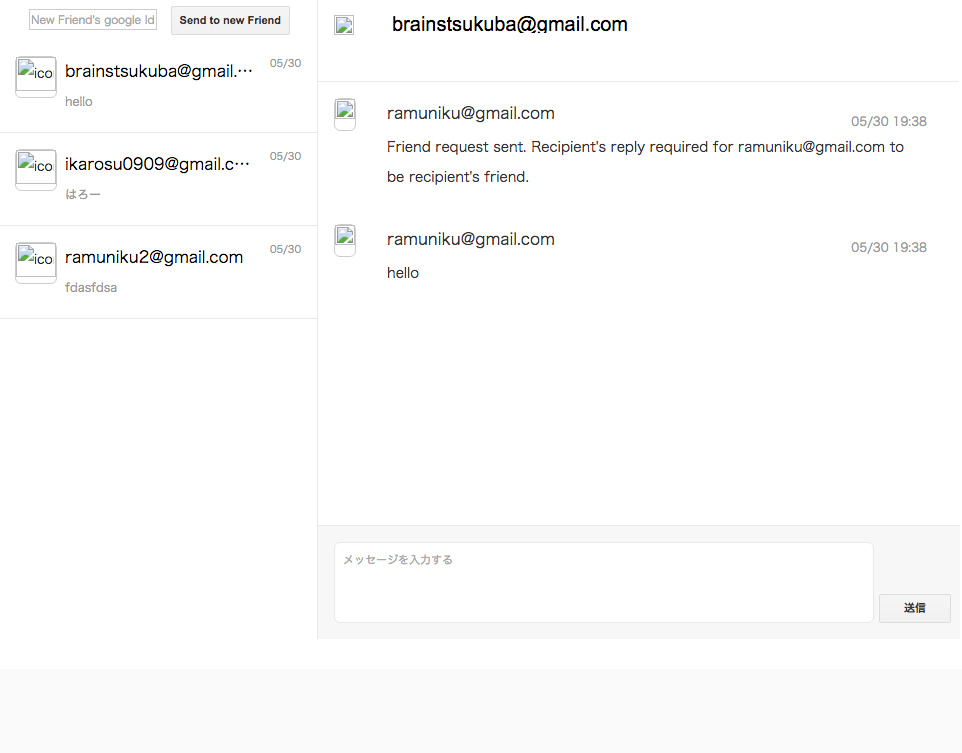 New Friend's google Id
Send to new Friend
ico
brainstsukuba@gmail.…
05/30
hello
ico
ikarosu0909@gmail.c…
05/30
はろー
ico
ramuniku2@gmail.com
05/30
fdasfdsa
brainstsukuba@gmail.com
ramuniku@gmail.com
05/30 19:38
Friend request sent. Recipient's reply required for ramuniku@gmail.com to
be recipient's friend.
ramuniku@gmail.com
05/30 19:38
hello
メッセージを入力する
送信